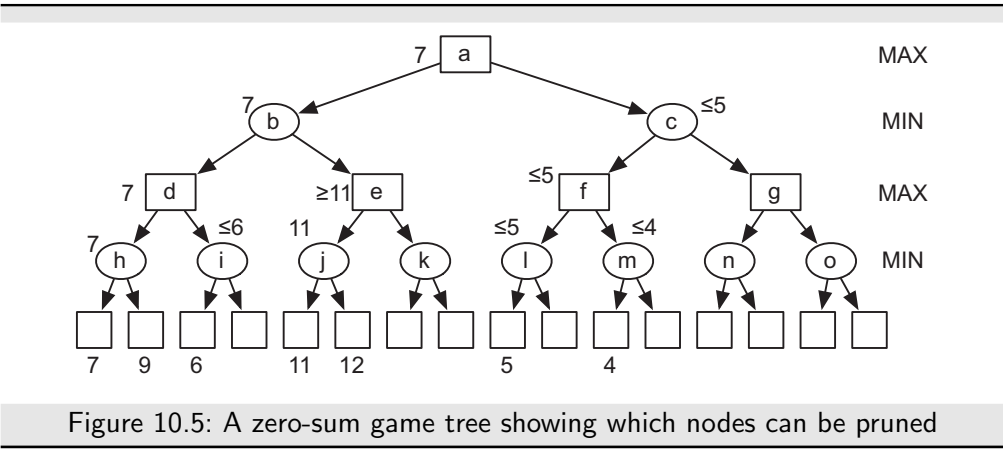 7 a MAX
7 b c ≤5 MIN
7 d ≥11 e ≤5 f g MAX
7 h ≤6 i 11 j k ≤5 l ≤4 m n o MIN
7 9 6 11 12 5 4
Figure 10.5: A zero-sum game tree showing which nodes can be pruned